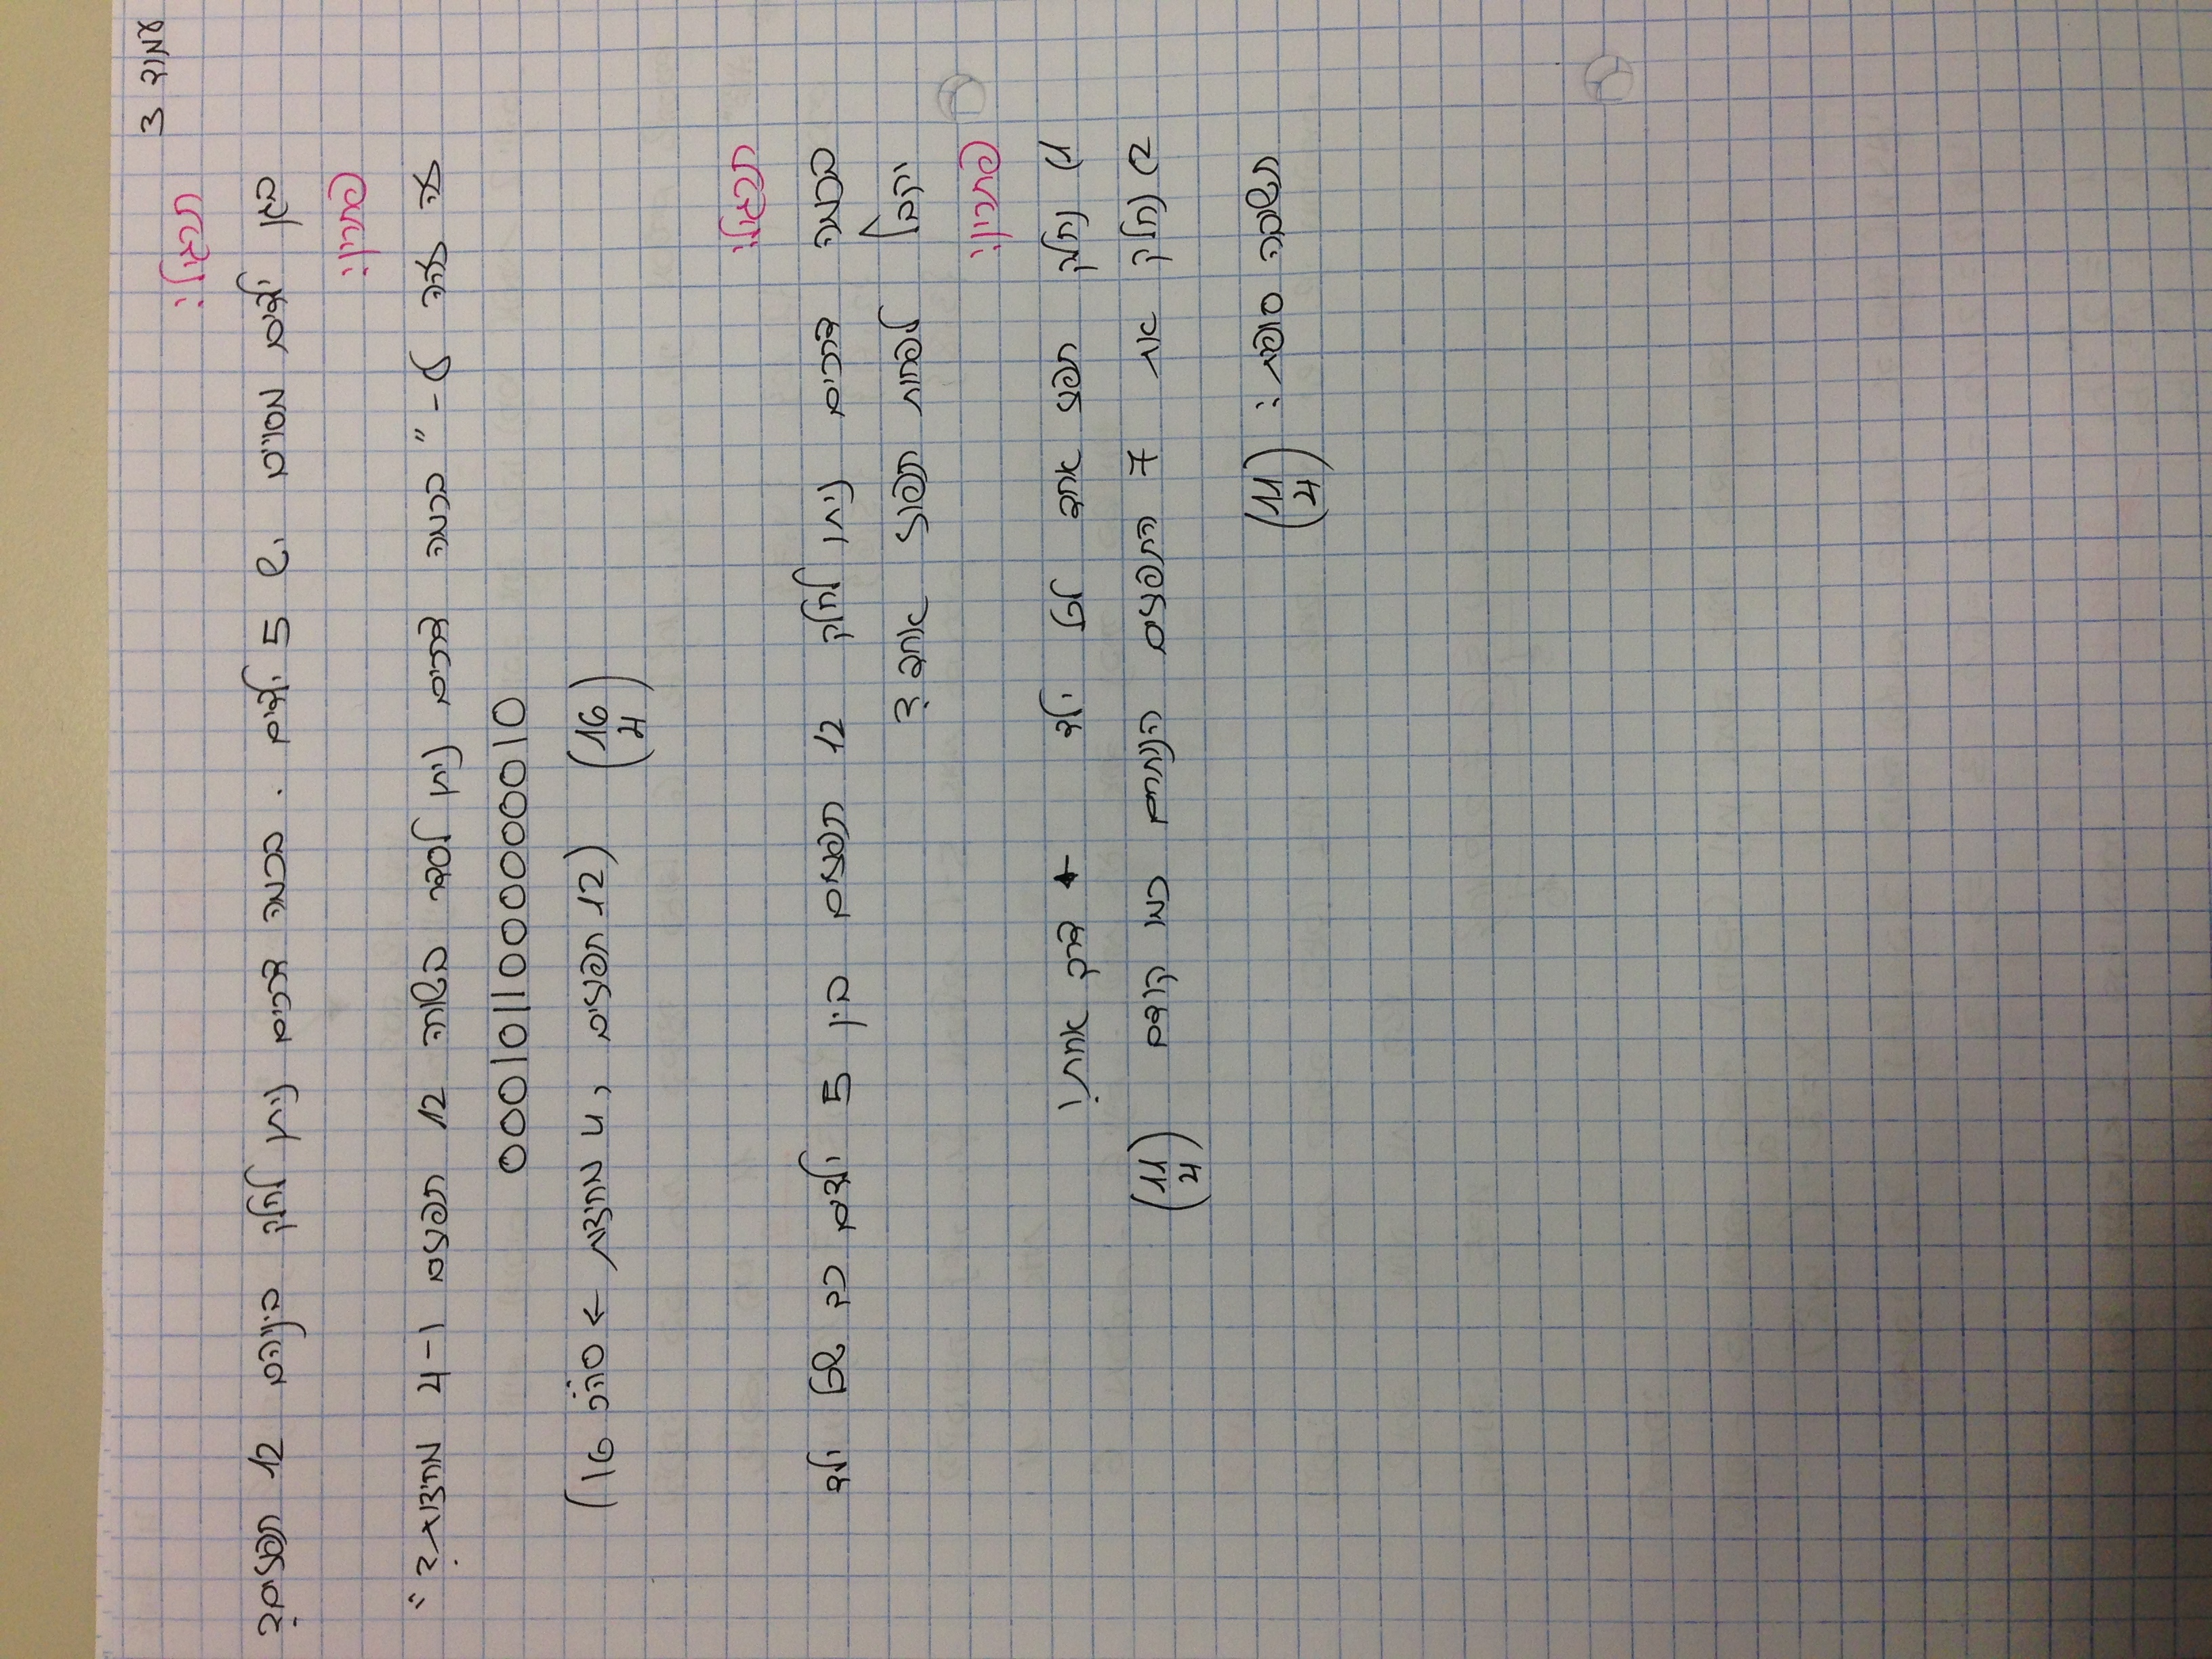 עמוד 3
תרגיל:
בגן ילדים מסויים יש 5 ילדים. בכמה דרכים ניתן לחלק ביניהם 12 תפוזים?
פתרון:
זה זהה ל- "בכמה דרכים ניתן לסדר בשורה 12 תפוזים ו-4 מחיצות?"
0001011000000010
(16 4) (12 תפוזים, 4 מחיצות → סה"כ 16)
תרגיל:
בכמה דרכים ניתן לחלק 12 תפוזים בין 5 ילדים כך שכל ילד
יקבל לפחות תפוז אחד?
פתרון:
1) נחלק תפוז אחד לכל ילד ← דרך אחת!
2) נחלק את 7 התפוזים הנותרים כמו קודם (11 4)
תשובה סופית: (11 4)